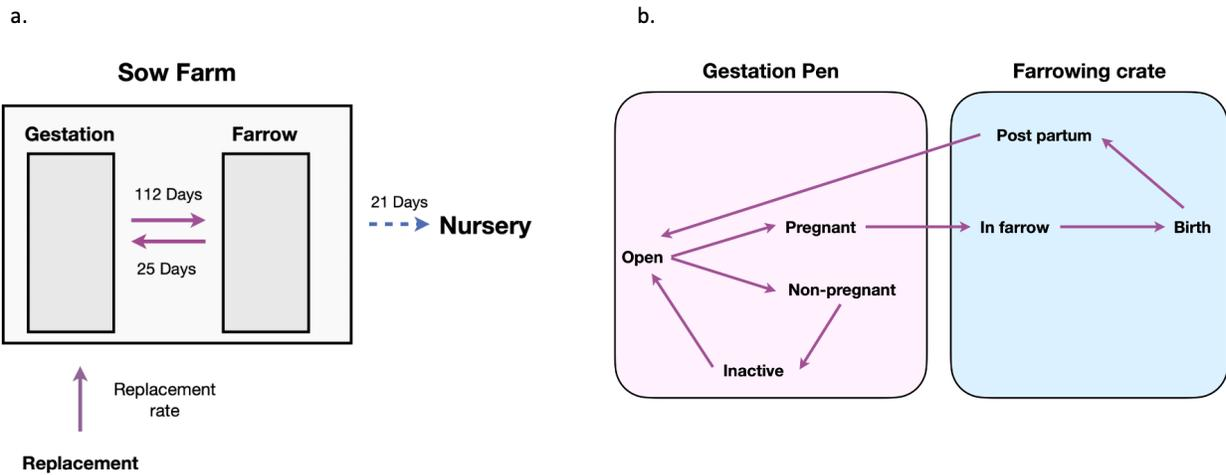 a.
Sow Farm
Gestation
Farrow
112 Days
25 Days
21 Days
Nursery
Replacement
rate
Replacement
b.
Gestation Pen
Farrowing crate
Post partum
Pregnant
In farrow
Birth
Open
Non-pregnant
Inactive